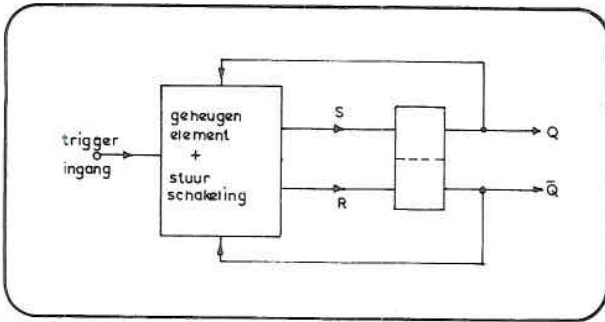 trigger
ingang
geheugen
element
+
stuur
schakeling
S
R
Q
Q̄